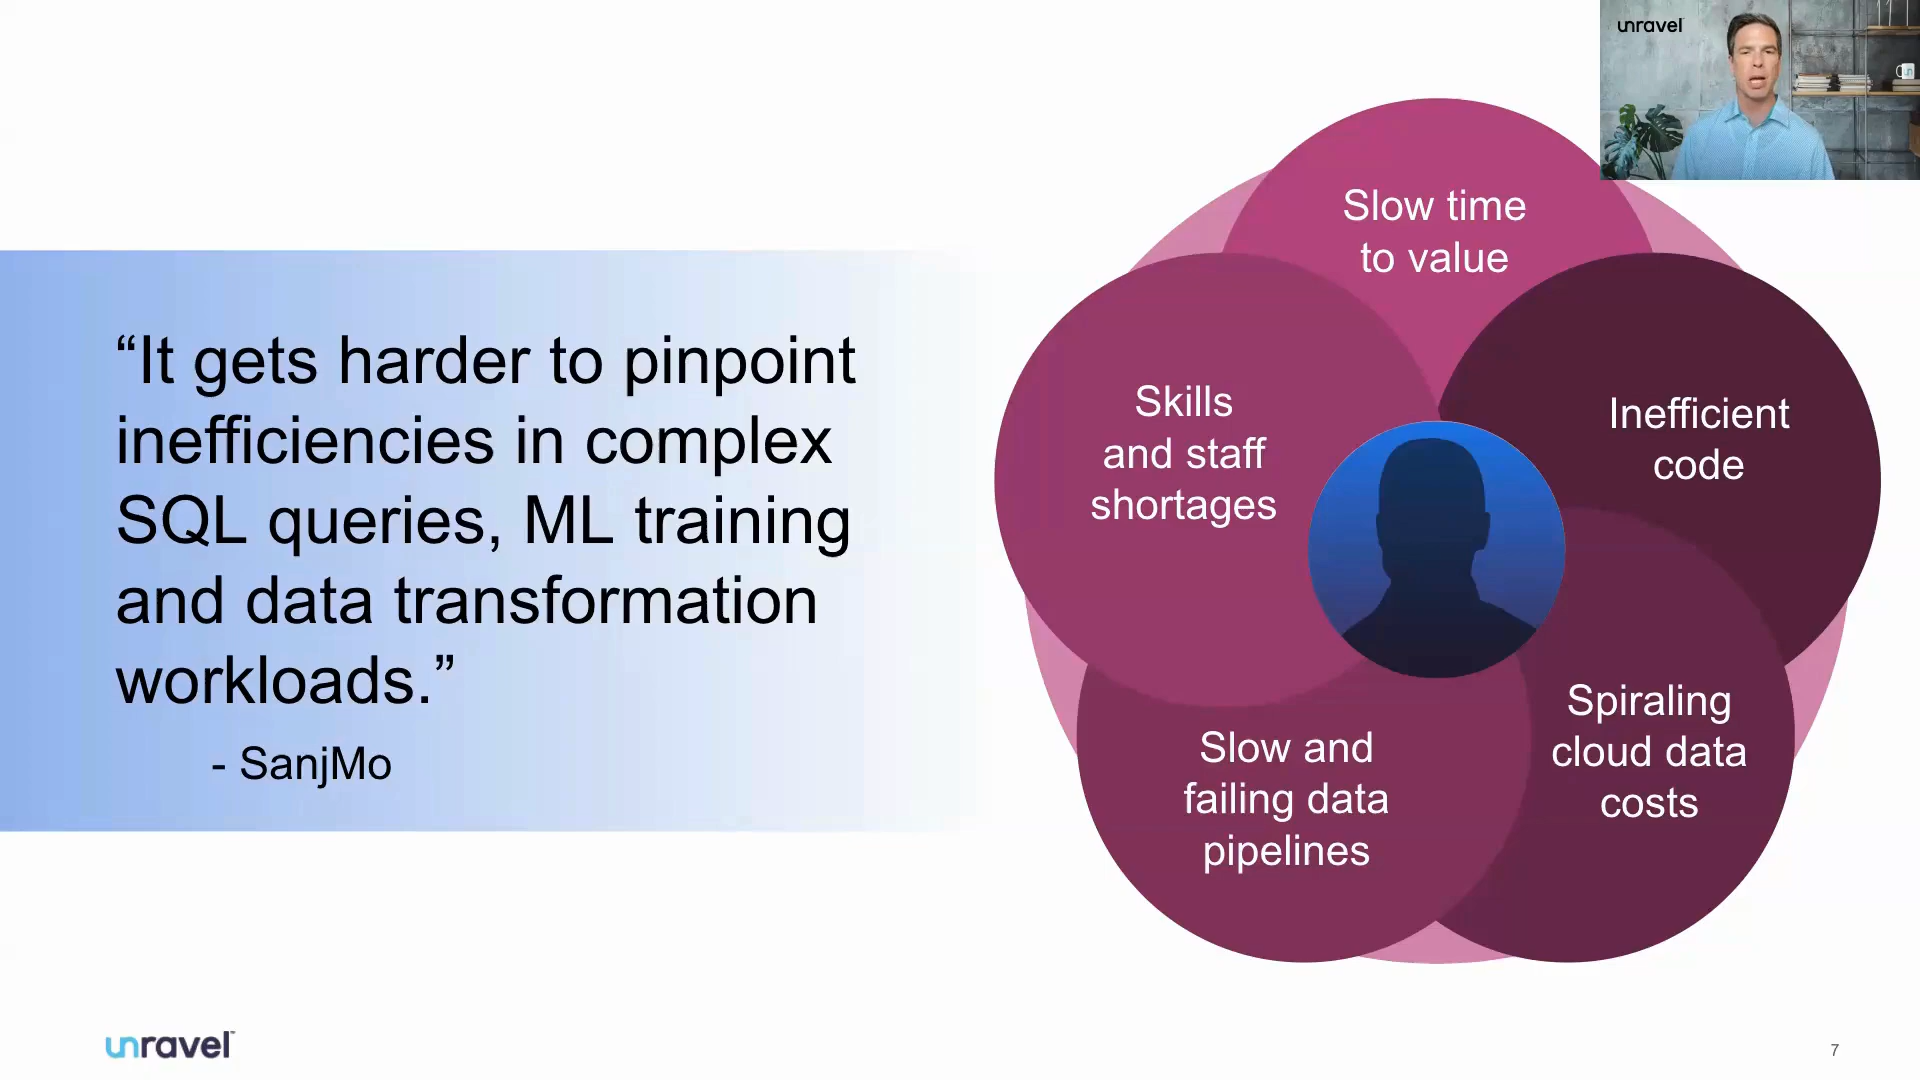 unravel
“It gets harder to pinpoint
inefficiencies in complex
SQL queries, ML training
and data transformation
workloads.”
- SanjMo
Slow time
to value
Skills
and staff
shortages
Inefficient
code
Slow and
failing data
pipelines
Spiraling
cloud data
costs
unravel™
7